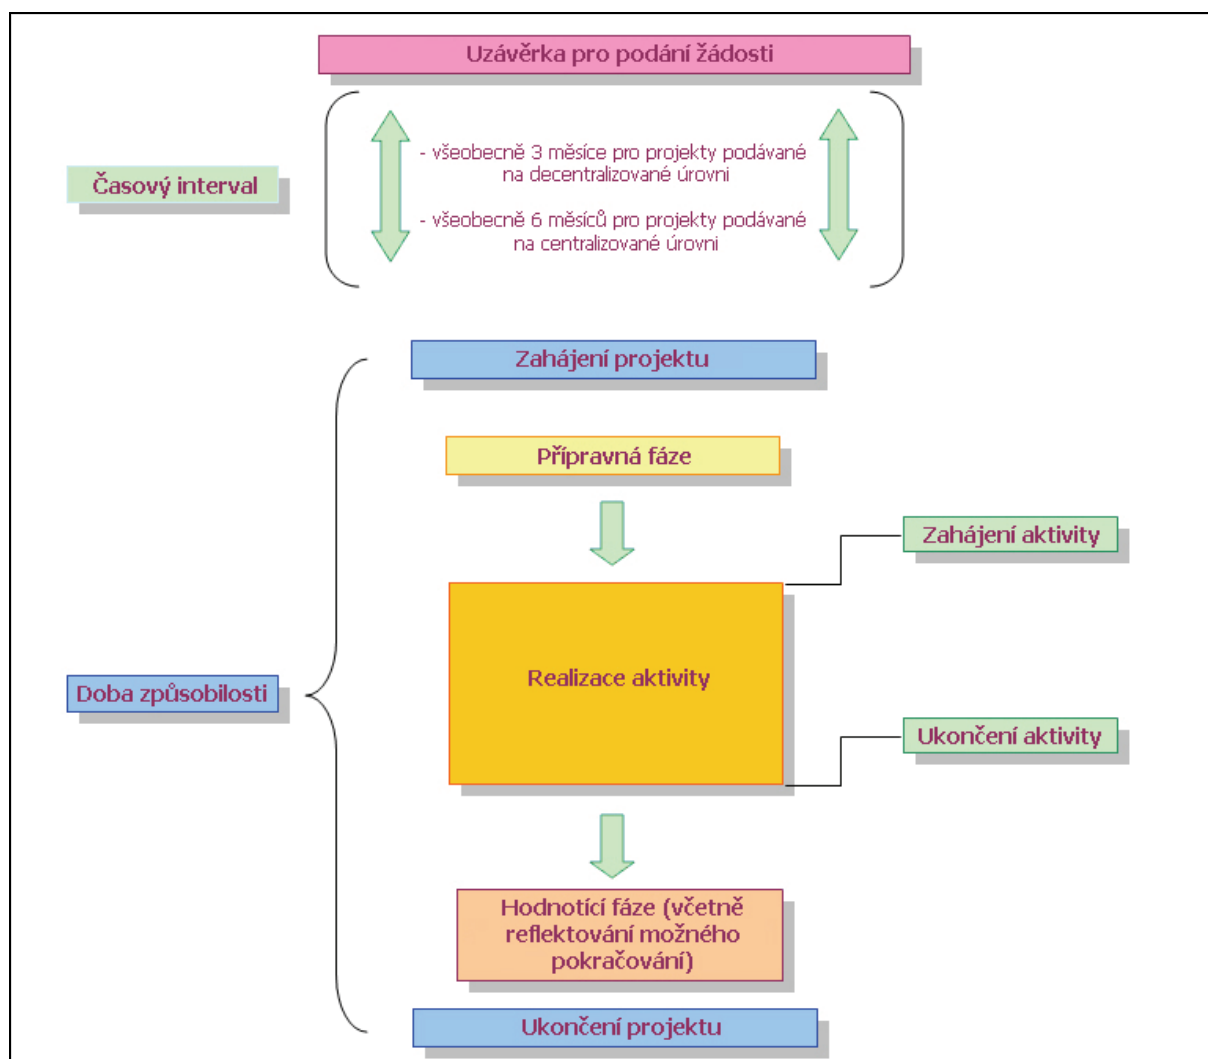 Uzávěrka pro podání žádosti
- všeobecně 3 měsíce pro projekty podávané
na decentralizované úrovni
Časový interval
- všeobecně 6 měsíců pro projekty podávané
na centralizované úrovni
Zahájení projektu
Přípravná fáze
Zahájení aktivity
Realizace aktivity
Doba způsobilosti
Ukončení aktivity
Hodnotící fáze (včetně
reflektování možného
pokračování)
Ukončení projektu